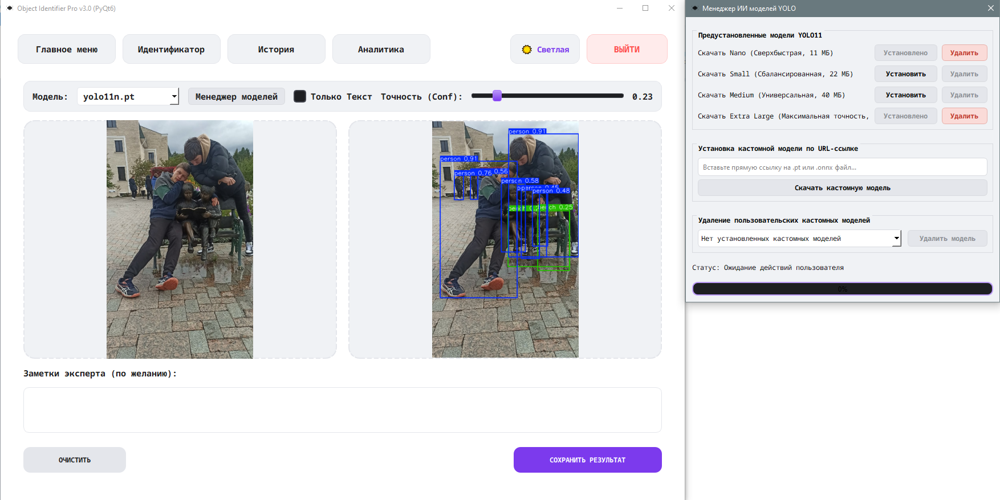 Object Identifier Pro v3.0 (PyQt6)
Главное меню
Идентификатор
История
Аналитика
Светлая
ВЫЙТИ
Модель:
yolo11n.pt
Менеджер моделей
Только Текст
Точность (Conf):
0.23
person 0.91
person 0.91
person 0.76
0.56
person 0.58
person 0.48
bench 0.25
Заметки эксперта (по желанию):
ОЧИСТИТЬ
СОХРАНИТЬ РЕЗУЛЬТАТ
Менеджер ИИ моделей YOLO
Предустановленные модели YOLO11
Скачать Nano (Сверхбыстрая, 11 МБ)
Установлено
Удалить
Скачать Small (Сбалансированная, 22 МБ)
Установить
Удалить
Скачать Medium (Универсальная, 40 МБ)
Установить
Удалить
Скачать Extra Large (Максимальная точность,
Установлено
Удалить
Установка кастомной модели по URL-ссылке
Вставьте прямую ссылку на .pt или .onnx файл...
Скачать кастомную модель
Удаление пользовательских кастомных моделей
Нет установленных кастомных моделей
Удалить модель
Статус: Ожидание действий пользователя
0%